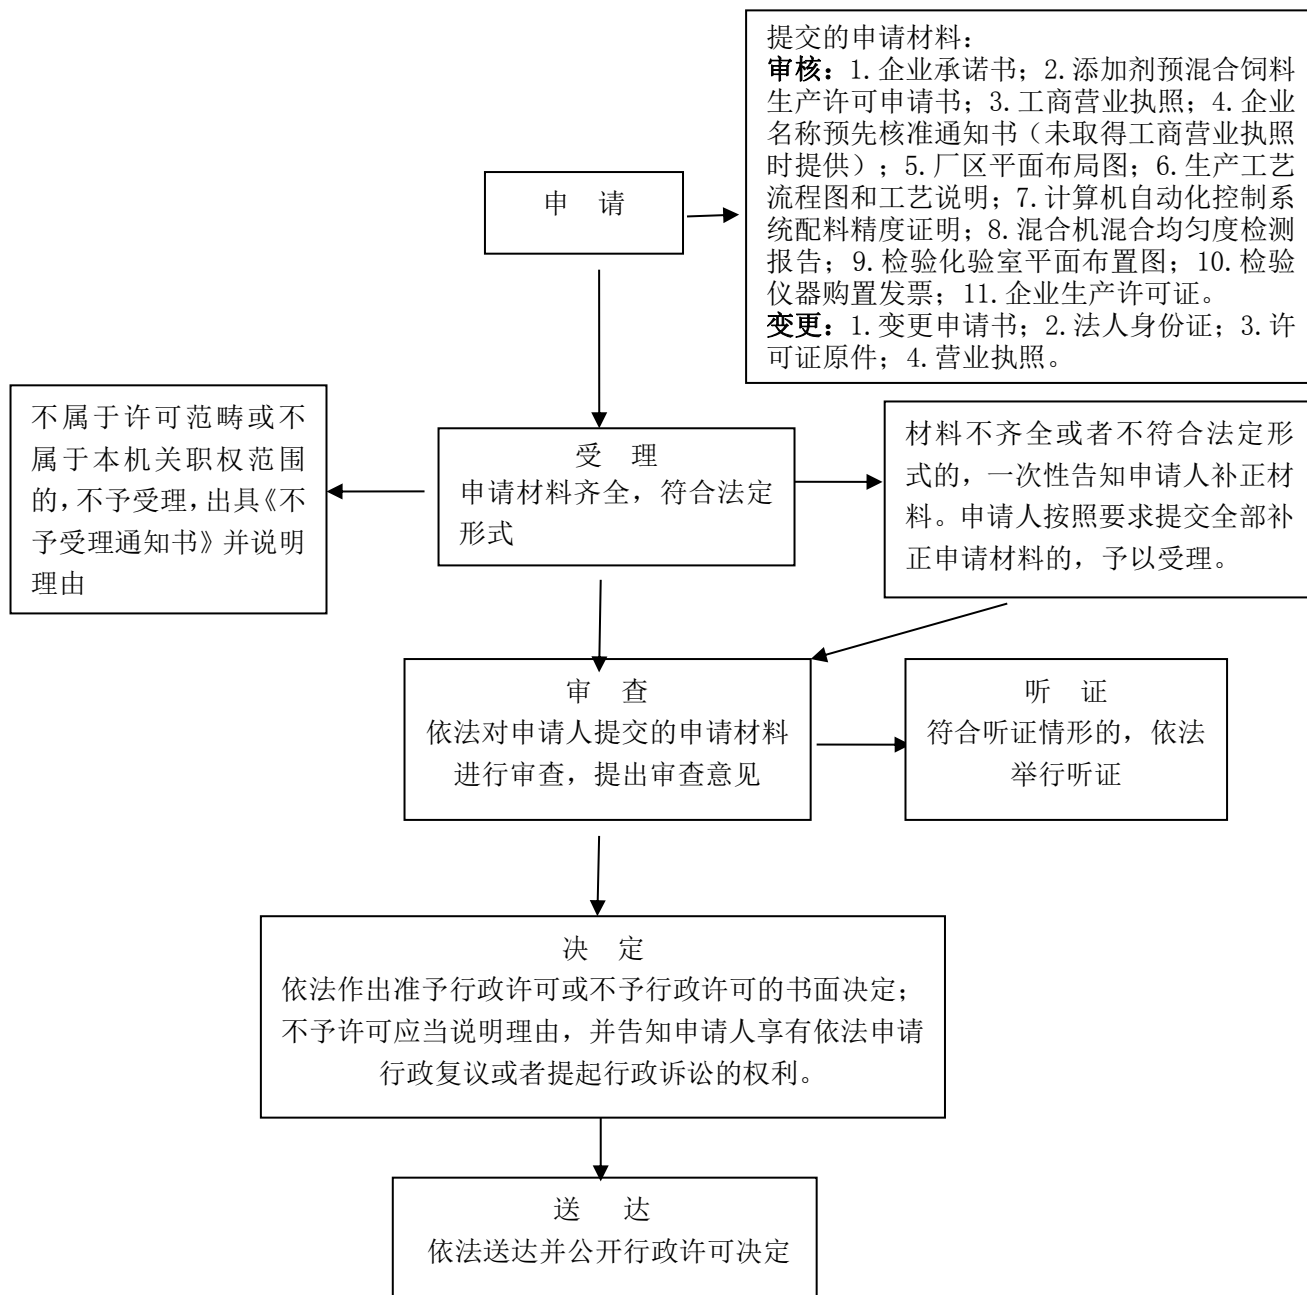 提交的申请材料：
审核：1.企业承诺书；2.添加剂预混合饲料
生产许可申请书；3.工商营业执照；4.企业
名称预先核准通知书（未取得工商营业执照
时提供）；5.厂区平面布局图；6.生产工艺
流程图和工艺说明；7.计算机自动化控制系
统配料精度证明；8.混合机混合均匀度检测
报告；9.检验化验室平面布置图；10.检验
仪器购置发票；11.企业生产许可证。
变更：1.变更申请书；2.法人身份证；3.许
可证原件；4.营业执照。
申 请
不属于许可范畴或不
属于本机关职权范围
的，不予受理，出具《不
予受理通知书》并说明
理由
受 理
申请材料齐全，符合法定
形式
材料不齐全或者不符合法定形
式的，一次性告知申请人补正材
料。申请人按照要求提交全部补
正申请材料的，予以受理。
审 查
依法对申请人提交的申请材料
进行审查，提出审查意见
听 证
符合听证情形的，依法
举行听证
决 定
依法作出准予行政许可或不予行政许可的书面决定；
不予许可应当说明理由，并告知申请人享有依法申请
行政复议或者提起行政诉讼的权利。
送 达
依法送达并公开行政许可决定